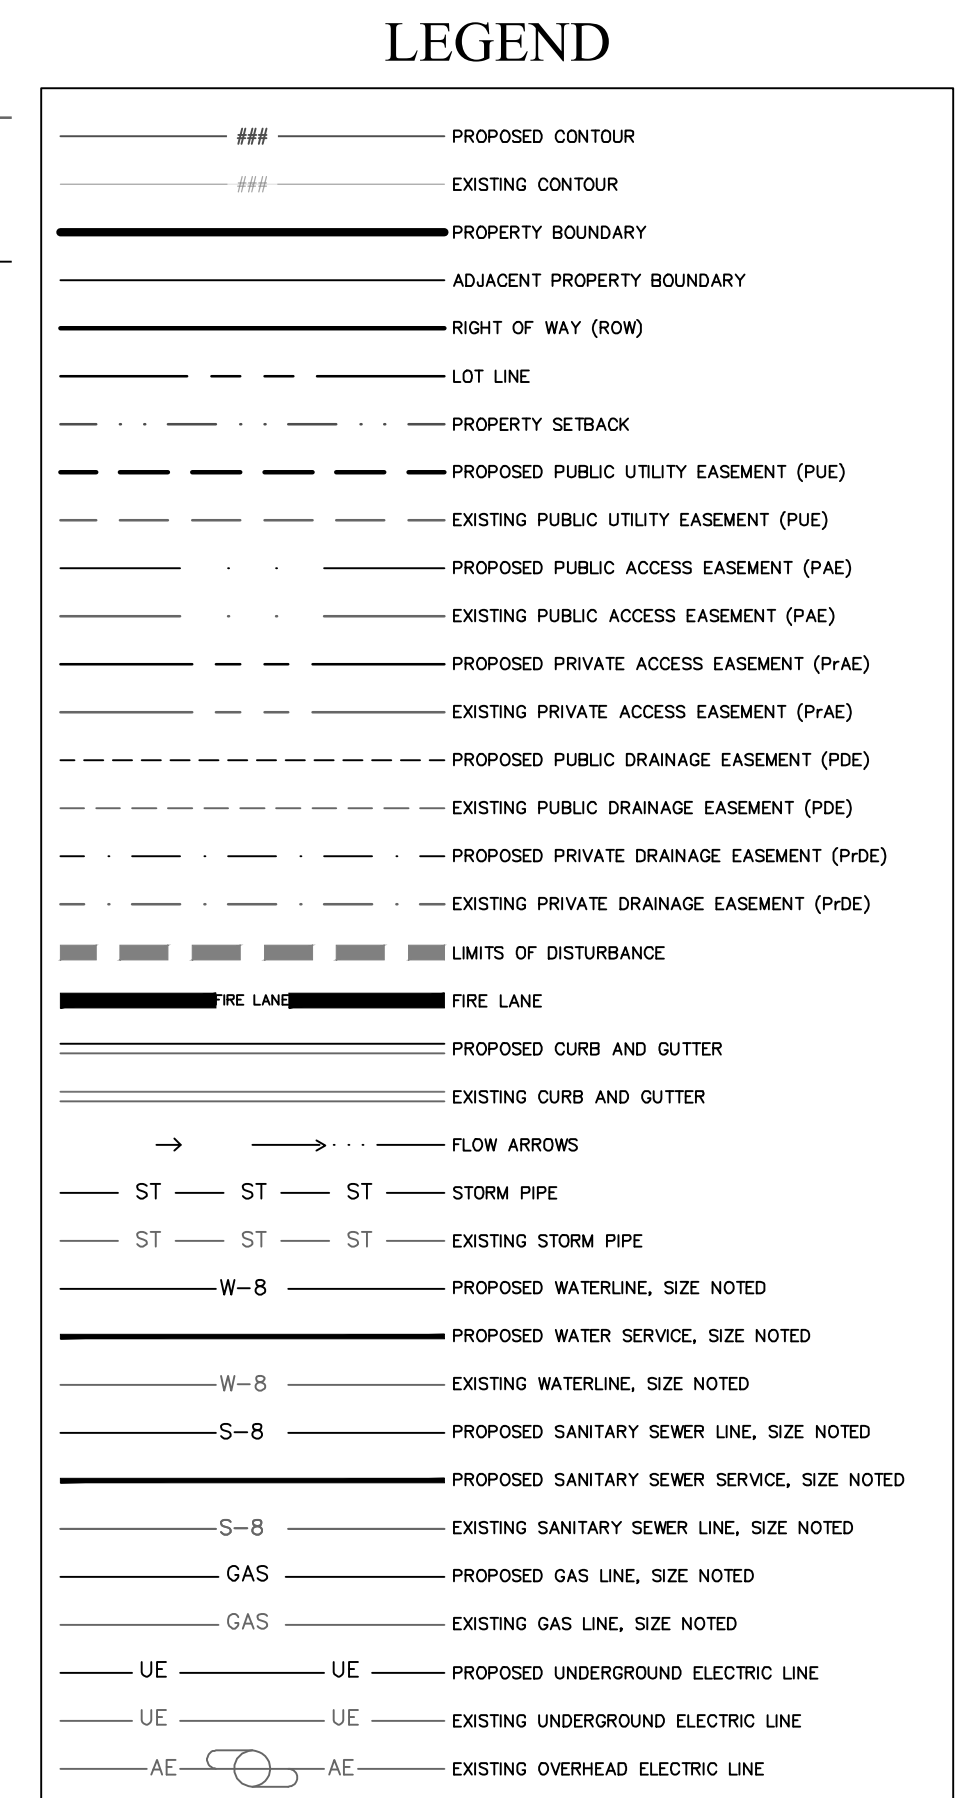 LEGEND
### PROPOSED CONTOUR
### EXISTING CONTOUR
PROPERTY BOUNDARY
ADJACENT PROPERTY BOUNDARY
RIGHT OF WAY (ROW)
LOT LINE
PROPERTY SETBACK
PROPOSED PUBLIC UTILITY EASEMENT (PUE)
EXISTING PUBLIC UTILITY EASEMENT (PUE)
PROPOSED PUBLIC ACCESS EASEMENT (PAE)
EXISTING PUBLIC ACCESS EASEMENT (PAE)
PROPOSED PRIVATE ACCESS EASEMENT (PrAE)
EXISTING PRIVATE ACCESS EASEMENT (PrAE)
PROPOSED PUBLIC DRAINAGE EASEMENT (PDE)
EXISTING PUBLIC DRAINAGE EASEMENT (PDE)
PROPOSED PRIVATE DRAINAGE EASEMENT (PrDE)
EXISTING PRIVATE DRAINAGE EASEMENT (PrDE)
LIMITS OF DISTURBANCE
FIRE LANE FIRE LANE
PROPOSED CURB AND GUTTER
EXISTING CURB AND GUTTER
FLOW ARROWS
ST ST ST STORM PIPE
ST ST ST EXISTING STORM PIPE
W-8 PROPOSED WATERLINE, SIZE NOTED
PROPOSED WATER SERVICE, SIZE NOTED
W-8 EXISTING WATERLINE, SIZE NOTED
S-8 PROPOSED SANITARY SEWER LINE, SIZE NOTED
PROPOSED SANITARY SEWER SERVICE, SIZE NOTED
S-8 EXISTING SANITARY SEWER LINE, SIZE NOTED
GAS PROPOSED GAS LINE, SIZE NOTED
GAS EXISTING GAS LINE, SIZE NOTED
UE UE PROPOSED UNDERGROUND ELECTRIC LINE
UE UE EXISTING UNDERGROUND ELECTRIC LINE
AE AE EXISTING OVERHEAD ELECTRIC LINE